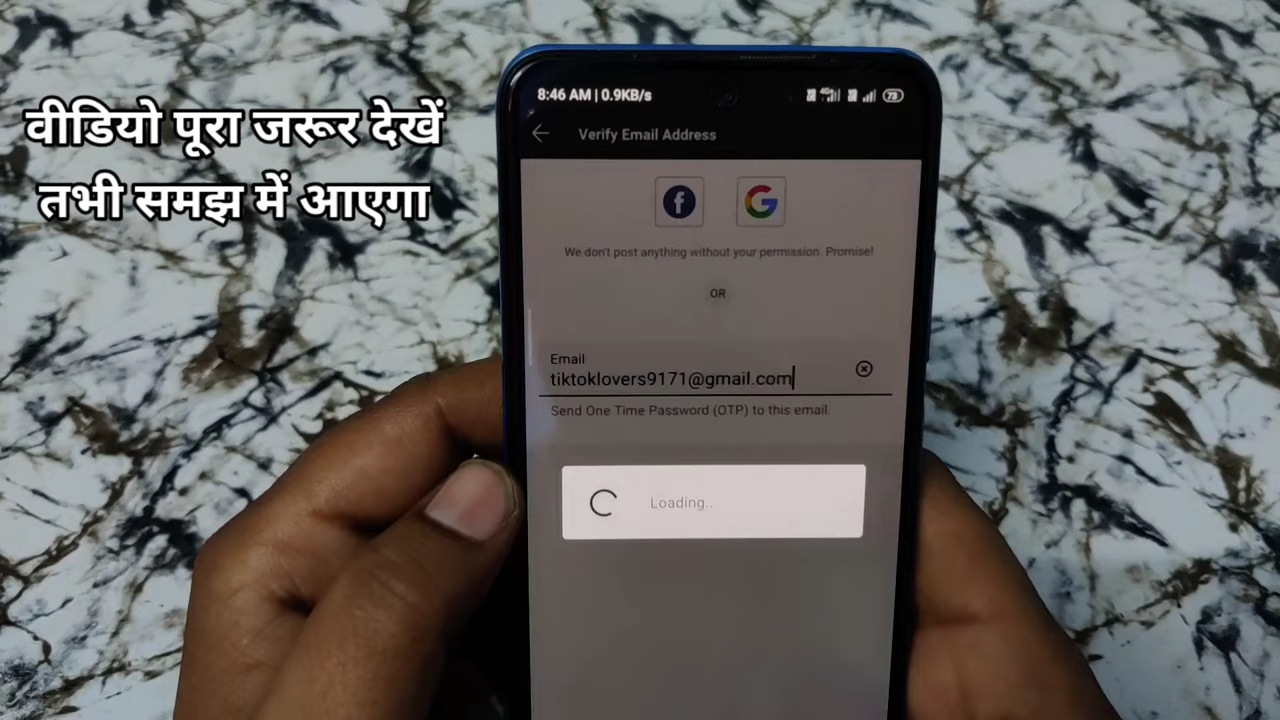 वीडियो पूरा जरूर देखें
तभी समझ में आएगा
8:46 AM | 0.9KB/s
73
Verify Email Address
f G
We don't post anything without your permission. Promise!
OR
Email
tiktoklovers9171@gmail.com
Send One Time Password (OTP) to this email.
Loading..